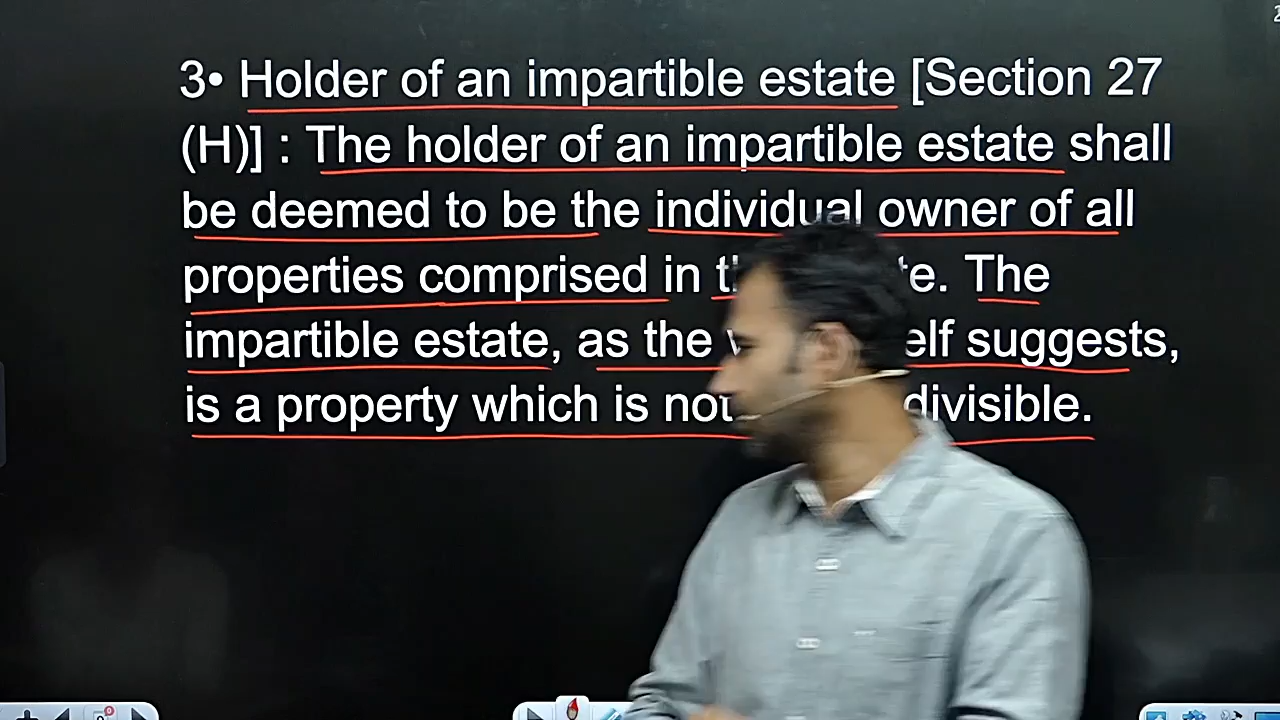 3• Holder of an impartible estate [Section 27
(H)] : The holder of an impartible estate shall
be deemed to be the individual owner of all
properties comprised in te. The
impartible estate, as the elf suggests,
is a property which is not divisible.